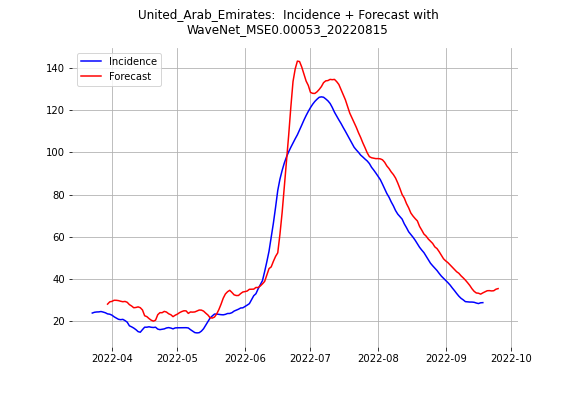 United_Arab_Emirates:  Incidence + Forecast with
WaveNet_MSE0.00053_20220815
Incidence
Forecast
140
120
100
80
60
40
20
2022-04 2022-05 2022-06 2022-07 2022-08 2022-09 2022-10